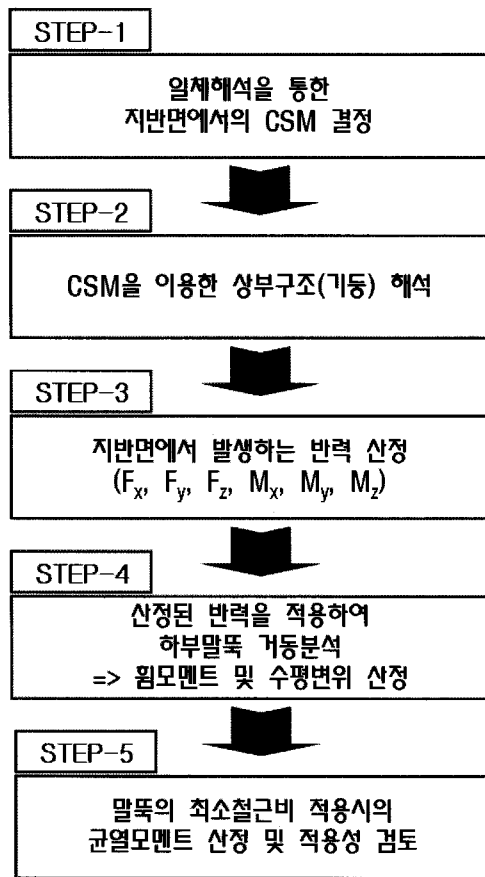 STEP-1
일체해석을 통한
지반면에서의 CSM 결정
STEP-2
CSM을 이용한 상부구조(기둥) 해석
STEP-3
지반면에서 발생하는 반력 산정
(Fx, Fy, Fz, Mx, My, Mz)
STEP-4
산정된 반력을 적용하여
하부말뚝 거동분석
=> 휨모멘트 및 수평변위 산정
STEP-5
말뚝의 최소철근비 적용시의
균열모멘트 산정 및 적용성 검토